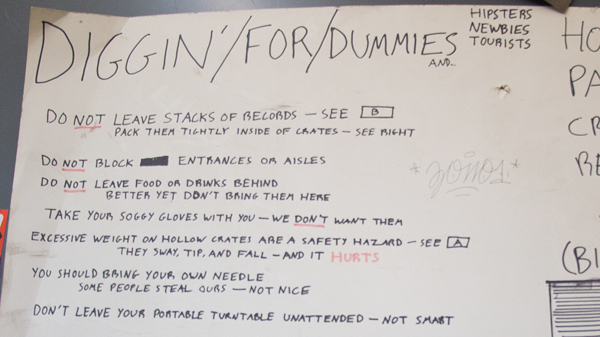 DIGGIN'/FOR/DUMMIES
AND...
HIPSTERS
NEWBIES
TOURISTS
DO NOT LEAVE STACKS OF RECORDS – SEE B
PACK THEM TIGHTLY INSIDE OF CRATES – SEE RIGHT
DO NOT BLOCK ENTRANCES OR AISLES
DO NOT LEAVE FOOD OR DRINKS BEHIND
BETTER YET DON'T BRING THEM HERE
TAKE YOUR SOGGY GLOVES WITH YOU – WE DON'T WANT THEM
EXCESSIVE WEIGHT ON HOLLOW CRATES ARE A SAFETY HAZARD – SEE A
THEY SWAY, TIP, AND FALL – AND IT HURTS
YOU SHOULD BRING YOUR OWN NEEDLE
SOME PEOPLE STEAL OURS – NOT NICE
DON'T LEAVE YOUR PORTABLE TURNTABLE UNATTENDED – NOT SMART
HO
PA
CR
RE
(BI